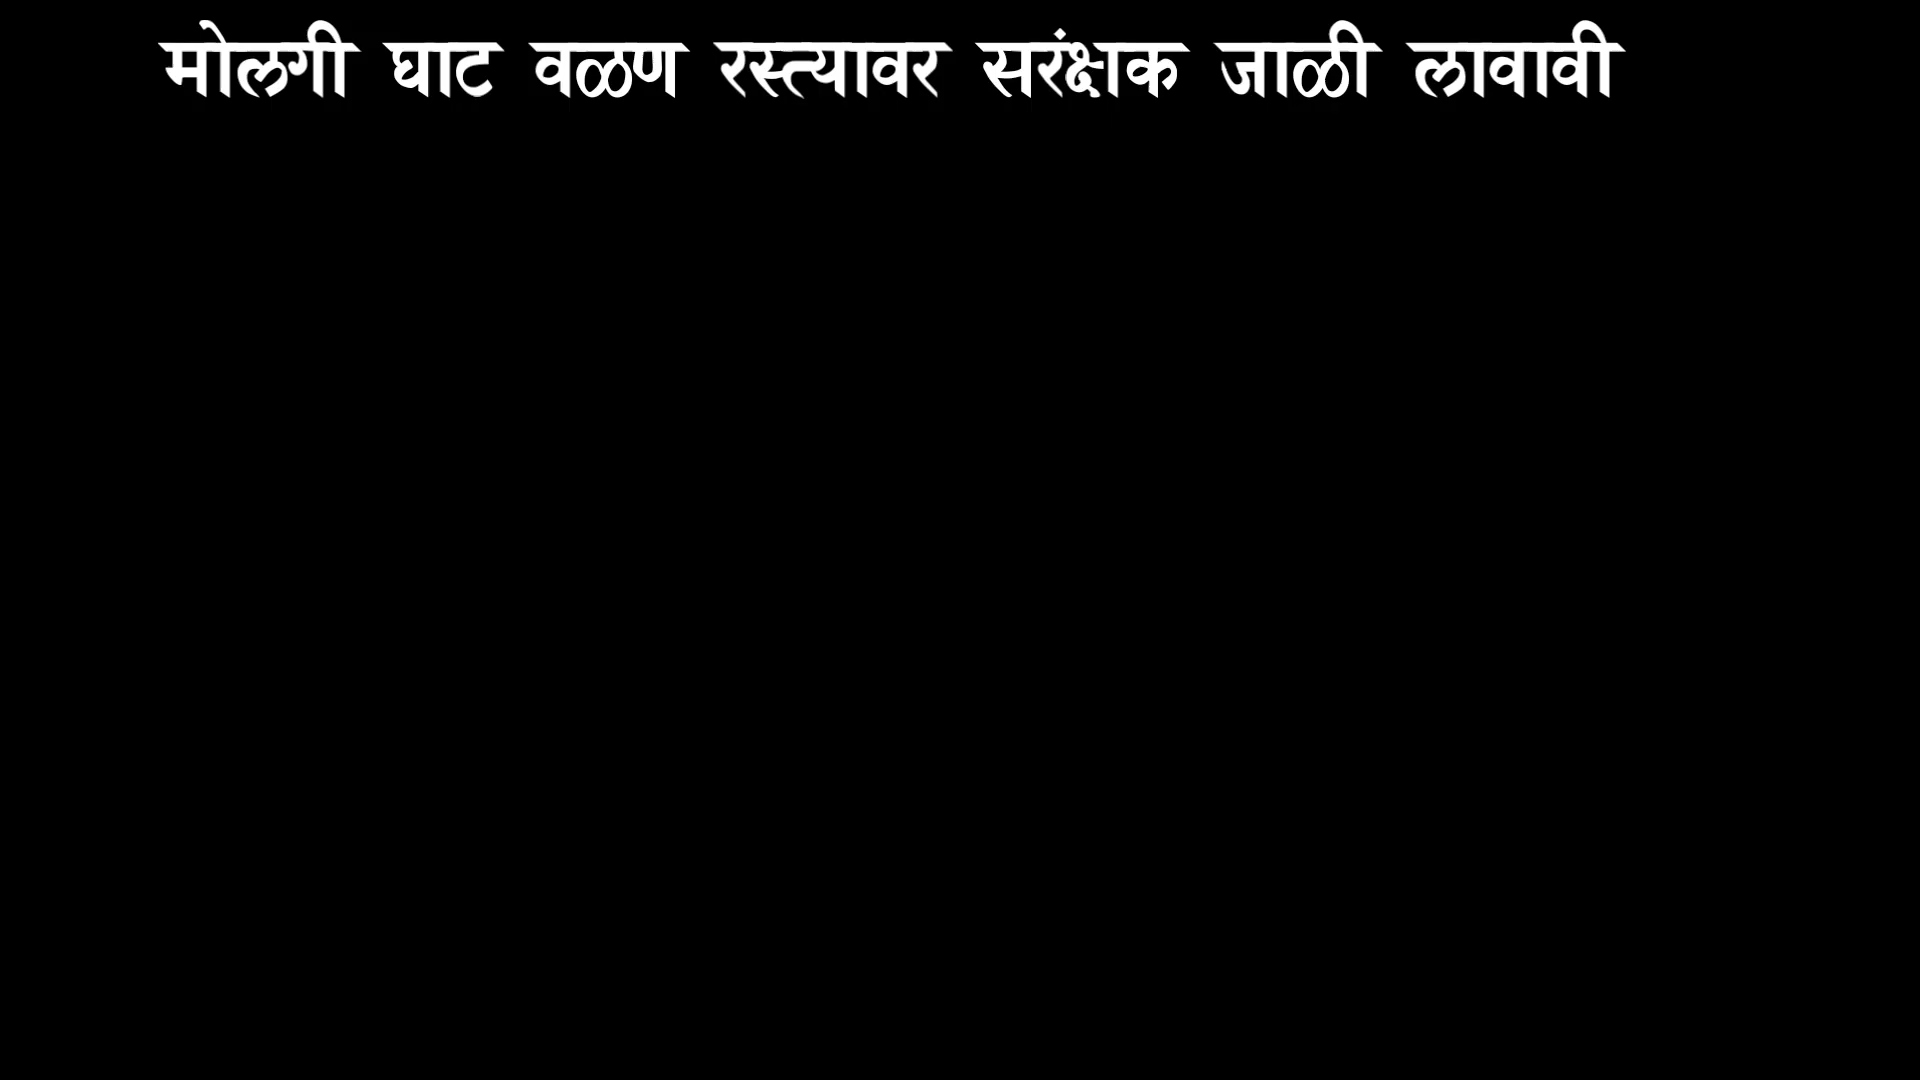 मोलगी घाट वळण रस्त्यावर सरंक्षक जाळी लावावी